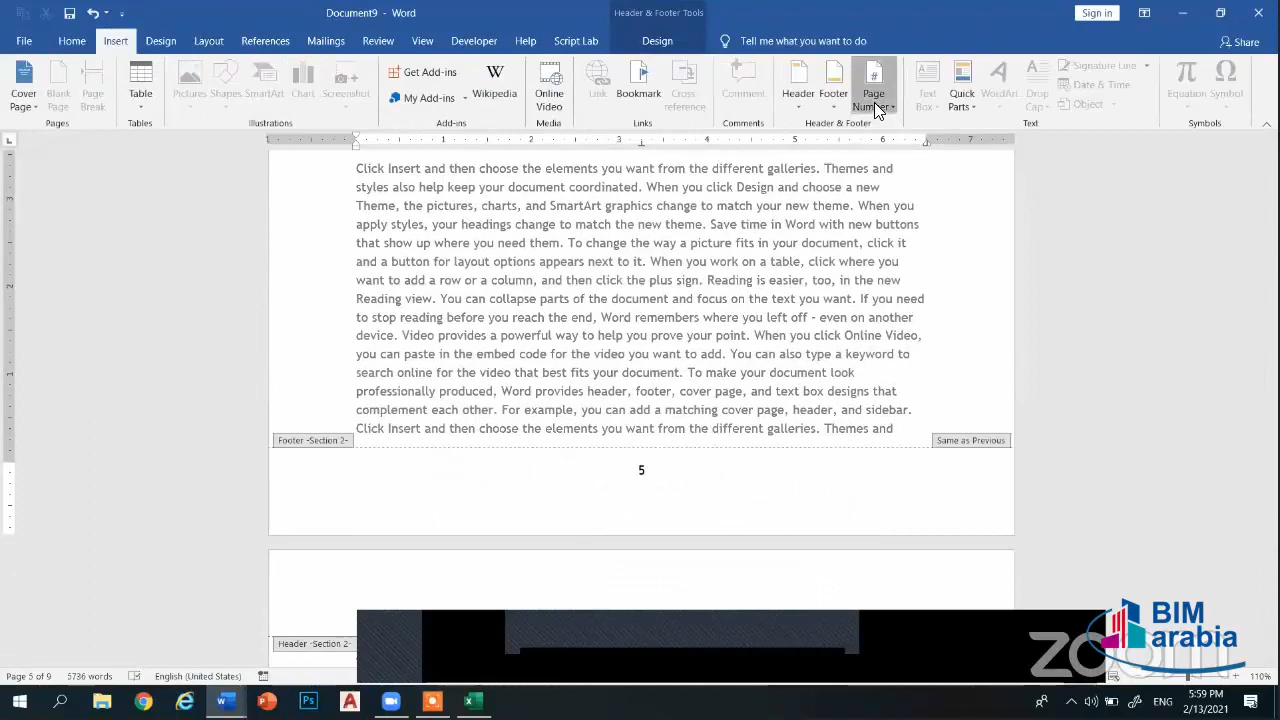 Document5 - Word
Header & Footer Tools
Sign in
File Home Insert Design Layout References Mailings Review View Developer Help Script Lab Design Tell me what you want to do Share
Cover Page
Blank Page
Page Break
Table
Pictures
Shapes
SmartArt
Chart
Screenshot
Get Add-ins
My Add-ins
Wikipedia
Online Video
Link
Bookmark
Cross-reference
Comment
Header
Footer
Page Number
Text Box
Quick Parts
WordArt
Drop Cap
Signature Line
Date & Time
Object
Equation
Symbol
Pages Tables Illustrations Add-ins Media Links Comments Header & Footer Text Symbols
1 1 2 3 4 5 6 7
Click Insert and then choose the elements you want from the different galleries. Themes and
styles also help keep your document coordinated. When you click Design and choose a new
Theme, the pictures, charts, and SmartArt graphics change to match your new theme. When you
apply styles, your headings change to match the new theme. Save time in Word with new buttons
that show up where you need them. To change the way a picture fits in your document, click it
and a button for layout options appears next to it. When you work on a table, click where you
want to add a row or a column, and then click the plus sign. Reading is easier, too, in the new
Reading view. You can collapse parts of the document and focus on the text you want. If you need
to stop reading before you reach the end, Word remembers where you left off - even on another
device. Video provides a powerful way to help you prove your point. When you click Online Video,
you can paste in the embed code for the video you want to add. You can also type a keyword to
search online for the video that best fits your document. To make your document look
professionally produced, Word provides header, footer, cover page, and text box designs that
complement each other. For example, you can add a matching cover page, header, and sidebar.
Click Insert and then choose the elements you want from the different galleries. Themes and
Footer -Section 2-
Same as Previous
5
Header -Section 2-
zoom
BIM
arabia
Page 5 of 9 5736 words English (United States) 110%
ENG
5:59 PM
2/13/2021